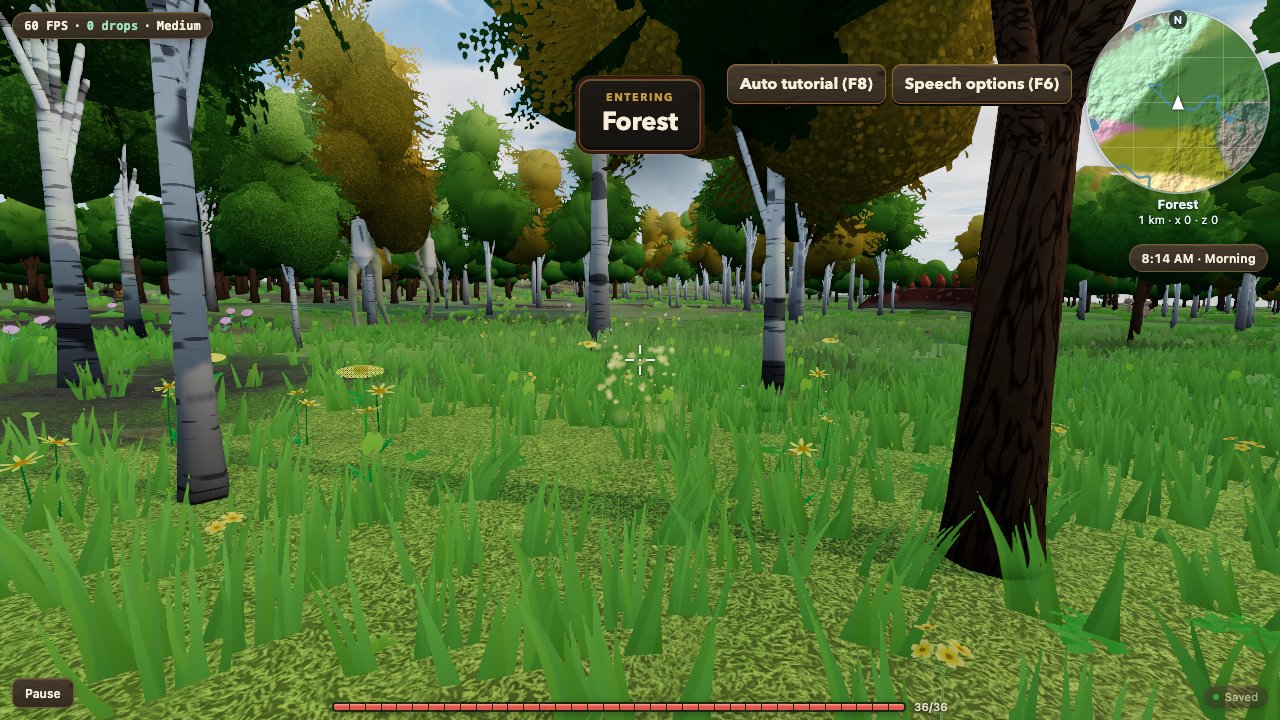 60 FPS · 0 drops · Medium
ENTERING
Forest
Auto tutorial (F8)
Speech options (F6)
N
Forest
1 km · x 0 · z 0
8:14 AM · Morning
Pause
36/36
Saved